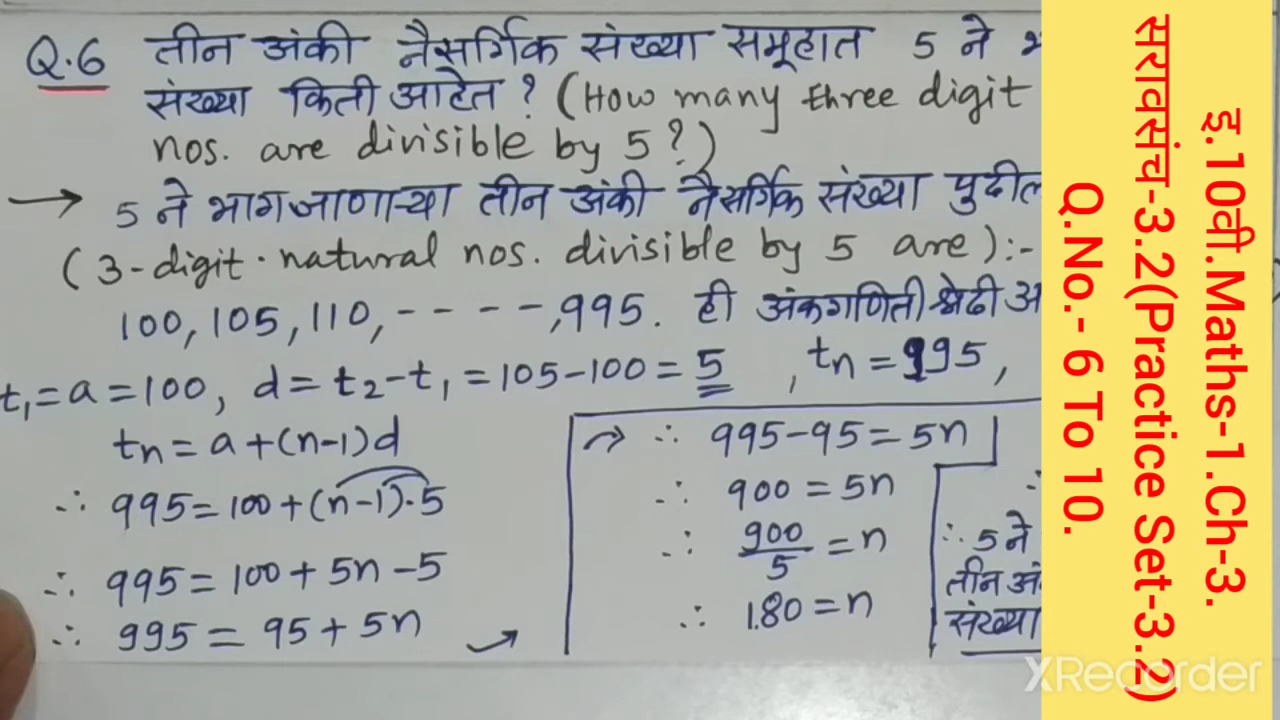 Q.6 तीन अंकी नैसर्गिक संख्या समूहात 5 ने
संख्या किती आहेत ? (How many three digit
nos. are divisible by 5 ?)
→ 5 ने भाग जाणाऱ्या तीन अंकी नैसर्गिक संख्या
(3-digit. natural nos. divisible by 5 are):-
100, 105, 110, - - - - -, 995. ही अंकगणिती श्रेढी
t₁ = a = 100, d = t₂ - t₁ = 105 - 100 = 5 , tn = 995,
tn = a + (n-1)d
∴ 995 = 100 + (n-1).5
∴ 995 = 100 + 5n - 5
∴ 995 = 95 + 5n
∴ 995 - 95 = 5n
∴ 900 = 5n
∴ 900/5 = n
∴ 180 = n
∴ 5 ने
तीन
संख्या
इ.10वी.Maths-1.Ch-3.
सरावसंच-3.2(Practice Set-3.2)
Q.No.- 6 To 10.
XRecorder